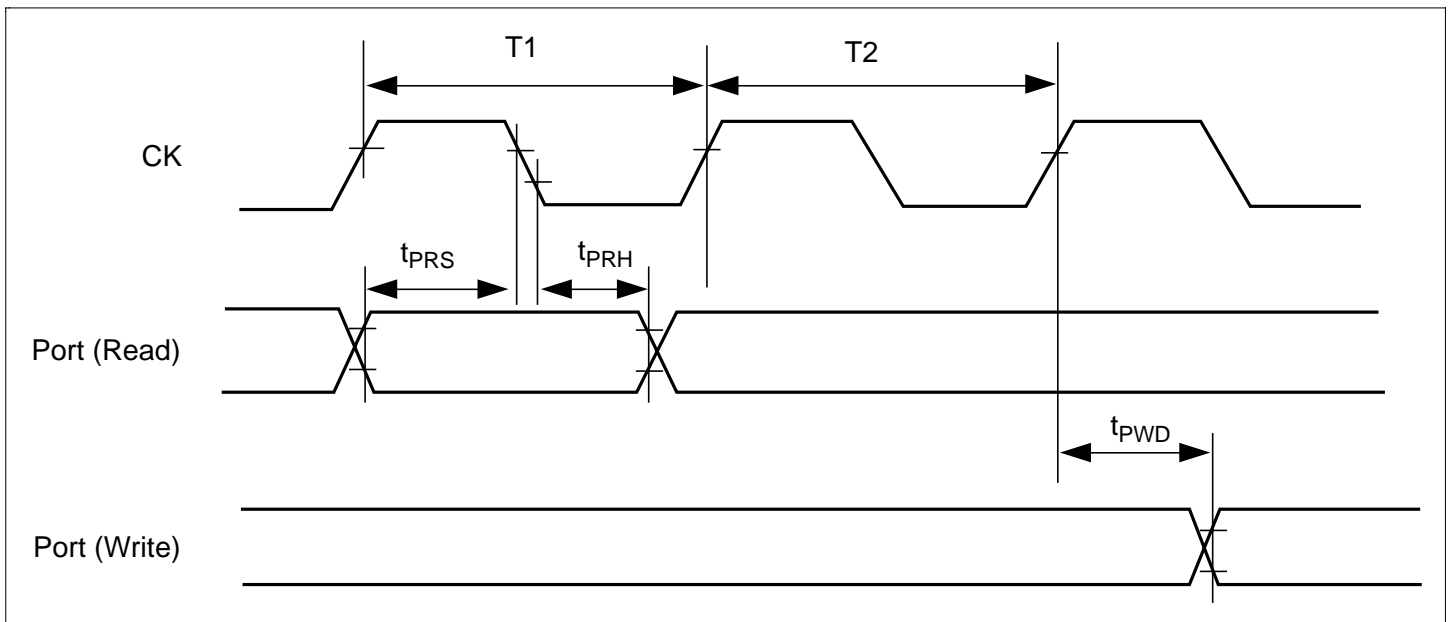 T1
T2
CK
tPRS
tPRH
Port (Read)
tPWD
Port (Write)